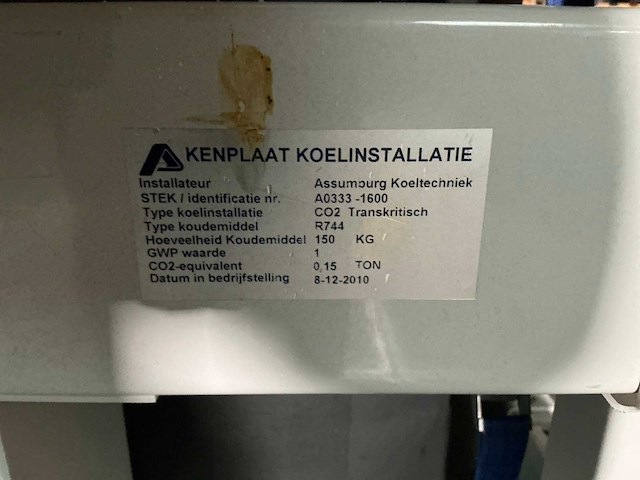 KENPLAAT KOELINSTALLATIE
Installateur Assumburg Koeltechniek
STEK / identificatie nr. A0333 -1600
Type koelinstallatie CO2 Transkritisch
Type koudemiddel R744
Hoeveelheid Koudemiddel 150 KG
GWP waarde 1
CO2-equivalent 0,15 TON
Datum in bedrijfstelling 8-12-2010